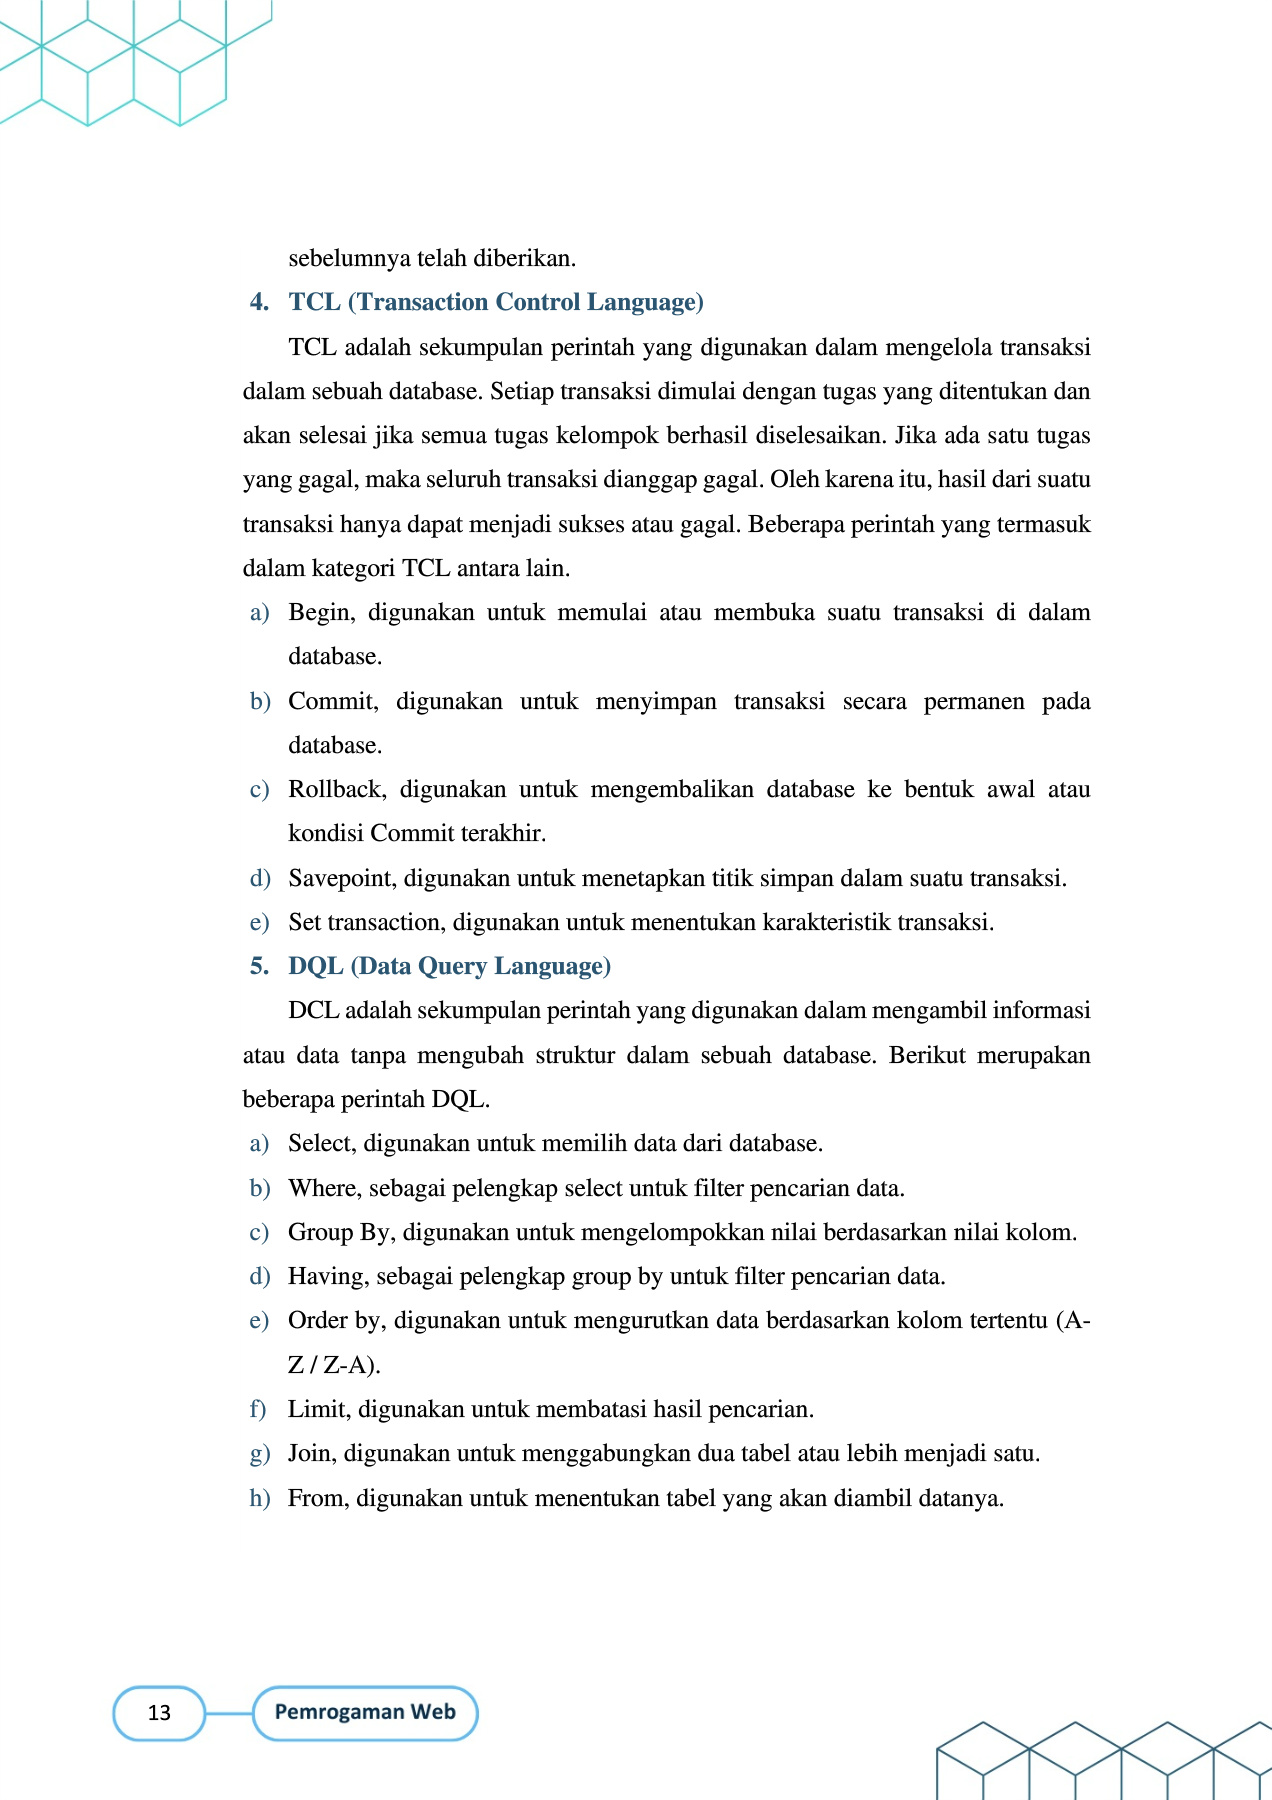 sebelumnya telah diberikan.
4. TCL (Transaction Control Language)
TCL adalah sekumpulan perintah yang digunakan dalam mengelola transaksi
dalam sebuah database. Setiap transaksi dimulai dengan tugas yang ditentukan dan
akan selesai jika semua tugas kelompok berhasil diselesaikan. Jika ada satu tugas
yang gagal, maka seluruh transaksi dianggap gagal. Oleh karena itu, hasil dari suatu
transaksi hanya dapat menjadi sukses atau gagal. Beberapa perintah yang termasuk
dalam kategori TCL antara lain.
a) Begin, digunakan untuk memulai atau membuka suatu transaksi di dalam
database.
b) Commit, digunakan untuk menyimpan transaksi secara permanen pada
database.
c) Rollback, digunakan untuk mengembalikan database ke bentuk awal atau
kondisi Commit terakhir.
d) Savepoint, digunakan untuk menetapkan titik simpan dalam suatu transaksi.
e) Set transaction, digunakan untuk menentukan karakteristik transaksi.
5. DQL (Data Query Language)
DCL adalah sekumpulan perintah yang digunakan dalam mengambil informasi
atau data tanpa mengubah struktur dalam sebuah database. Berikut merupakan
beberapa perintah DQL.
a) Select, digunakan untuk memilih data dari database.
b) Where, sebagai pelengkap select untuk filter pencarian data.
c) Group By, digunakan untuk mengelompokkan nilai berdasarkan nilai kolom.
d) Having, sebagai pelengkap group by untuk filter pencarian data.
e) Order by, digunakan untuk mengurutkan data berdasarkan kolom tertentu (A-
Z / Z-A).
f) Limit, digunakan untuk membatasi hasil pencarian.
g) Join, digunakan untuk menggabungkan dua tabel atau lebih menjadi satu.
h) From, digunakan untuk menentukan tabel yang akan diambil datanya.
13 Pemrogaman Web